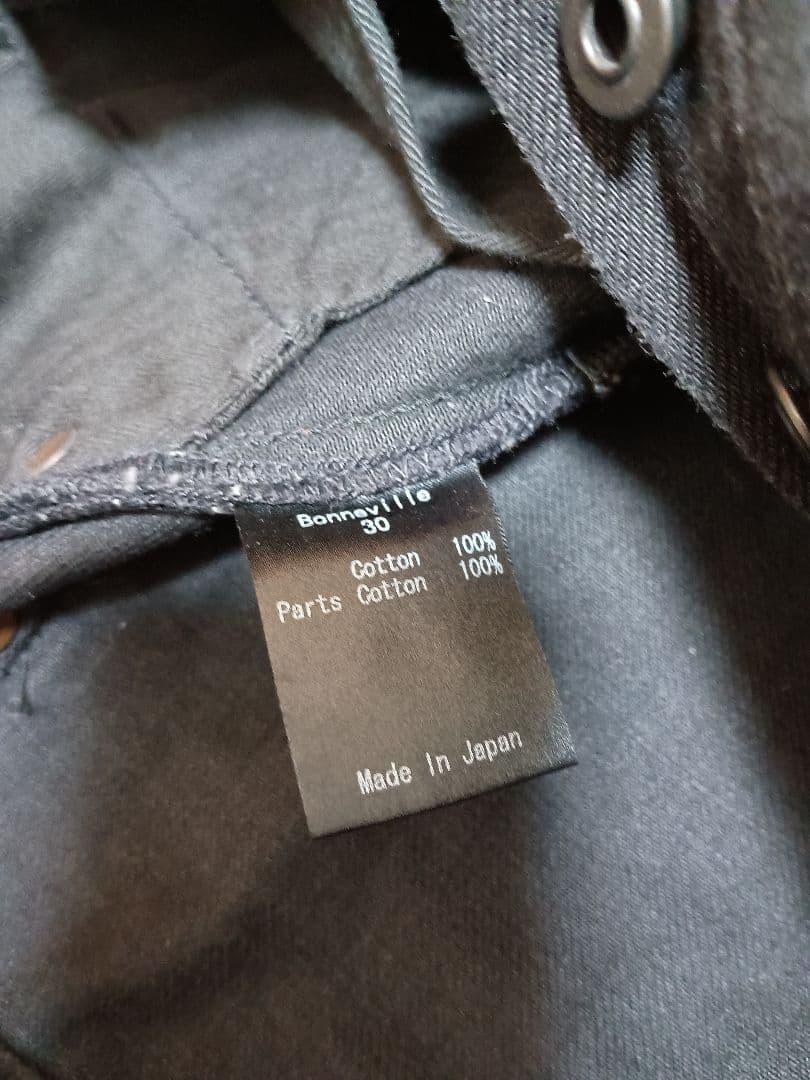 Bonneville
30
Cotton 100%
Parts Cotton 100%
Made In Japan